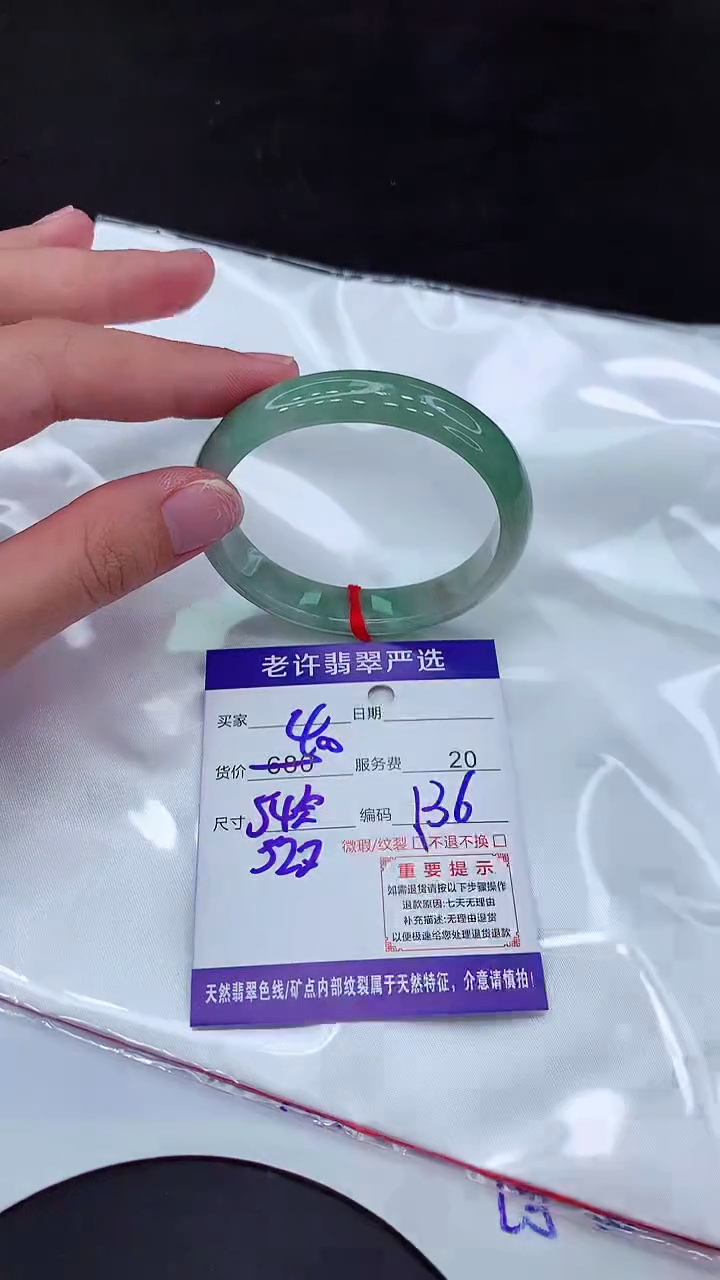 老许翡翠严选
买家 日期
400
货价 680 服务费 20
尺寸 54 编码 136
微瑕/纹裂 □ 不退不换 □
重要提示
如需退货请按以下步骤操作
退款原因:七天无理由
补充描述:无理由退货
以便极速给您处理退货退款
天然翡翠色线/矿点内部纹裂属于天然特征，介意请慎拍!